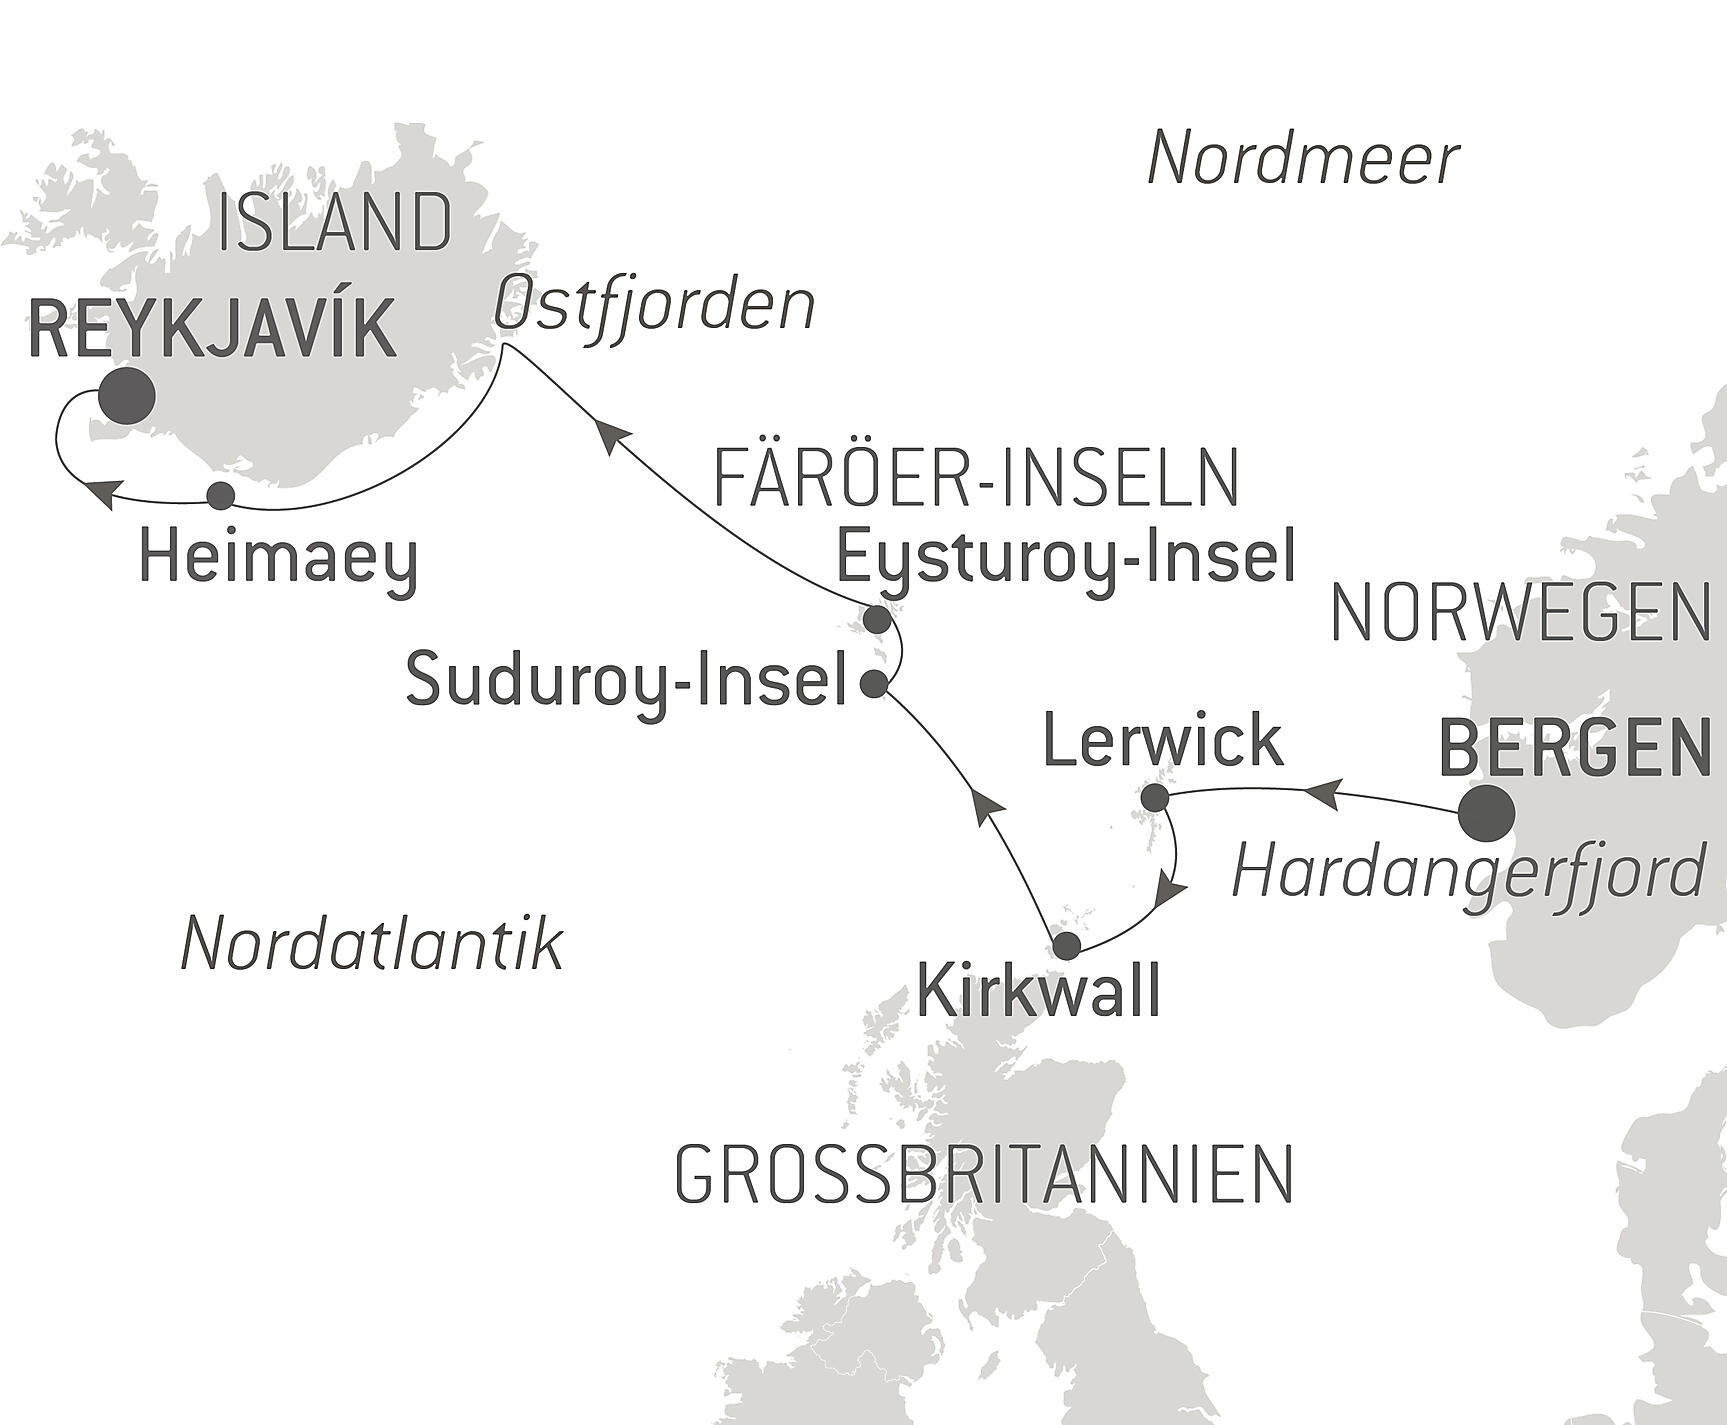 Nordmeer
ISLAND
Ostfjorden
REYKJAVÍK
FÄRÖER-INSELN
Eysturoy-Insel
Heimaey
NORWEGEN
Suduroy-Insel
Lerwick
BERGEN
Hardangerfjord
Nordatlantik
Kirkwall
GROSSBRITANNIEN